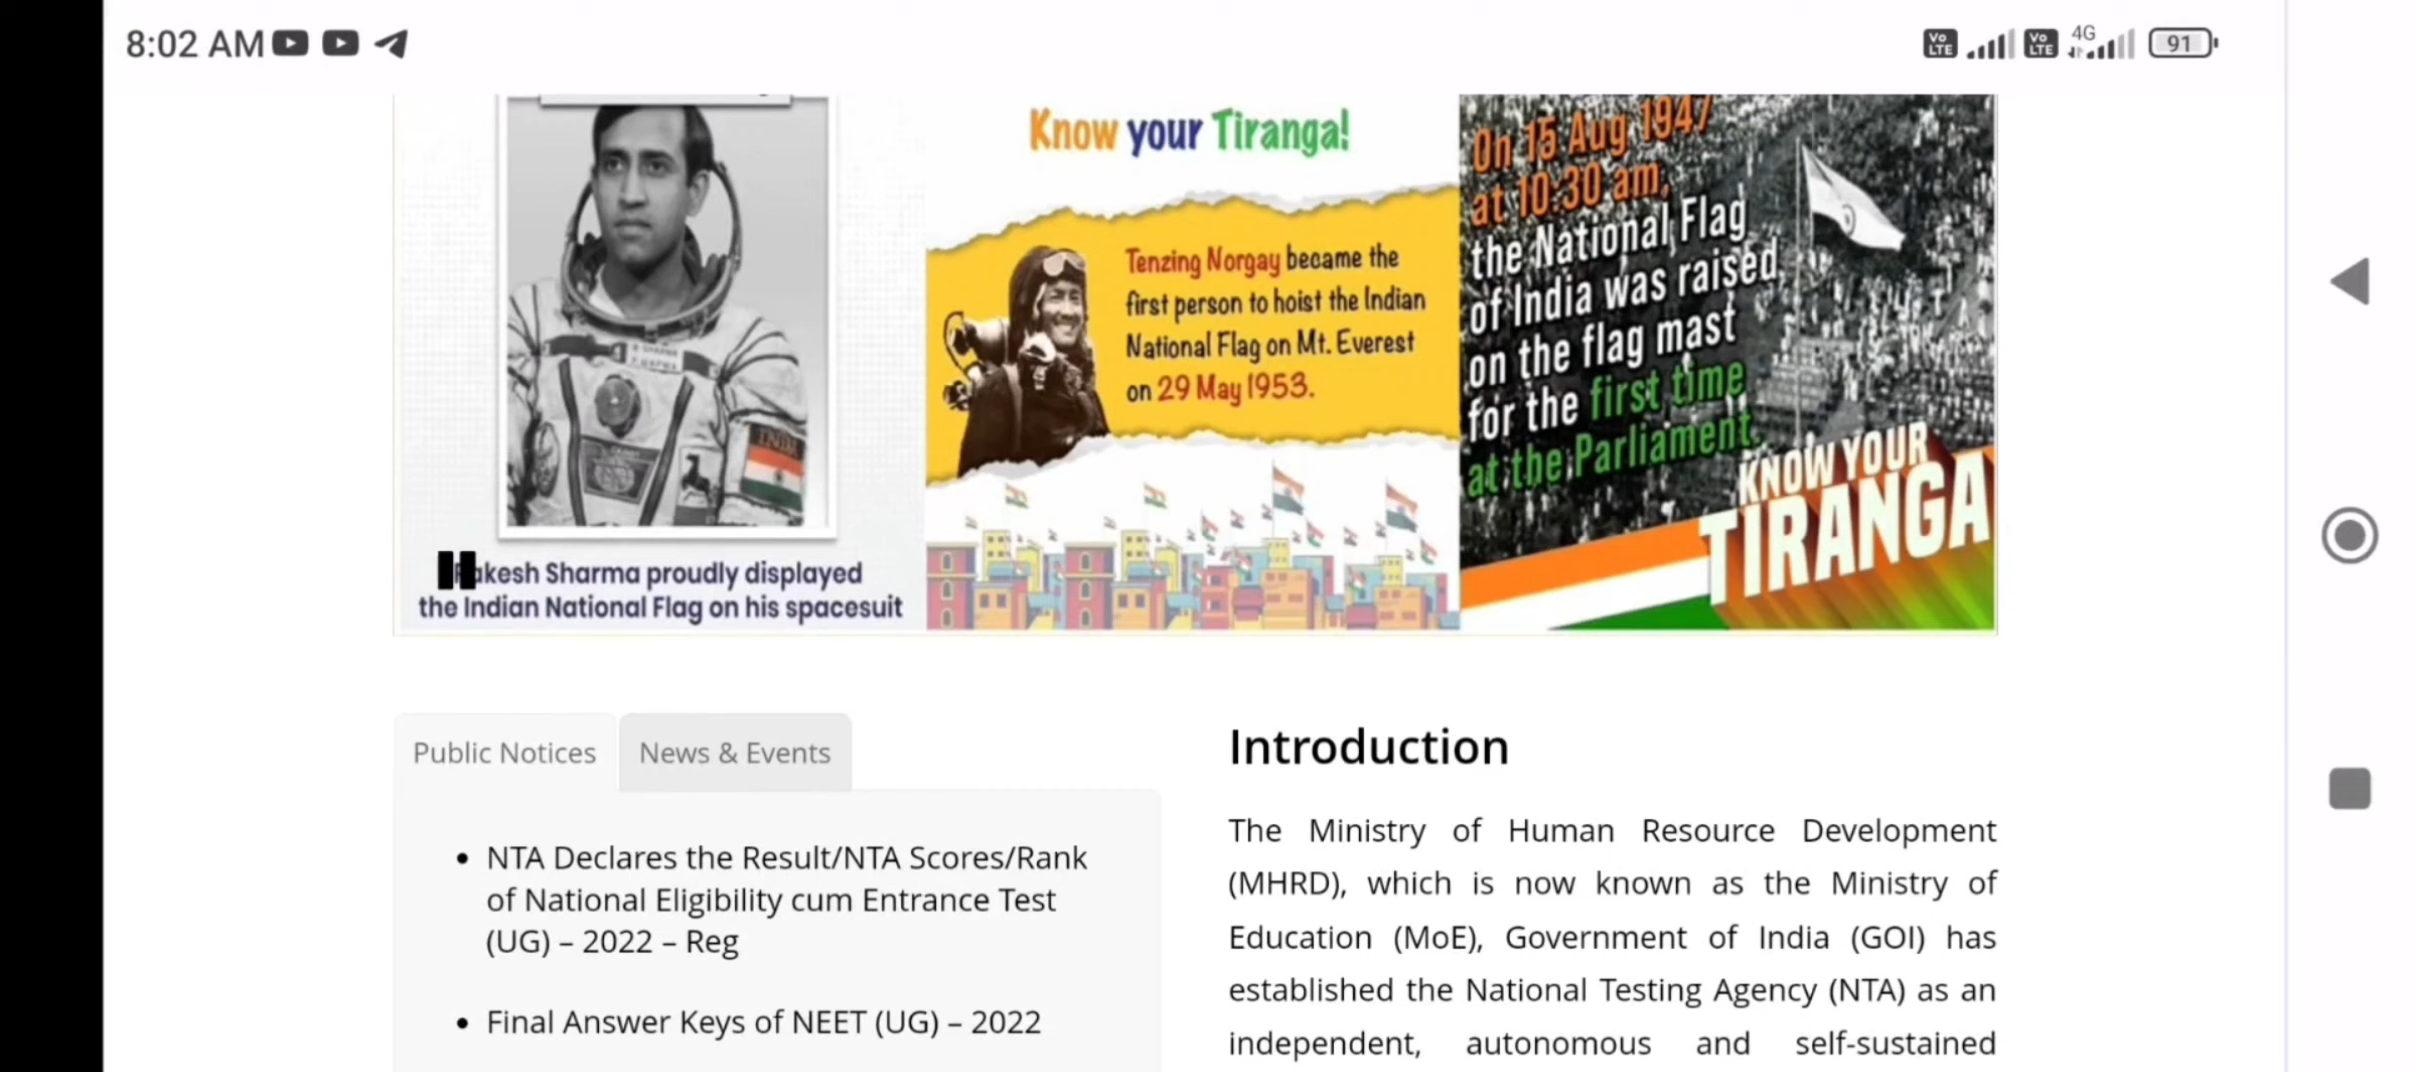 8:02 AM
Vo LTE
Vo LTE
4G
91
akesh Sharma proudly displayed
the Indian National Flag on his spacesuit
Know your Tiranga!
Tenzing Norgay became the
first person to hoist the Indian
National Flag on Mt. Everest
on 29 May 1953.
On 15 Aug 1947
at 10:30 am,
the National Flag
of India was raised
on the flag mast
for the first time
at the Parliament.
KNOW YOUR
TIRANGA
Public Notices
News & Events
• NTA Declares the Result/NTA Scores/Rank
of National Eligibility cum Entrance Test
(UG) – 2022 – Reg
• Final Answer Keys of NEET (UG) – 2022
Introduction
The Ministry of Human Resource Development
(MHRD), which is now known as the Ministry of
Education (MoE), Government of India (GOI) has
established the National Testing Agency (NTA) as an
independent, autonomous and self-sustained